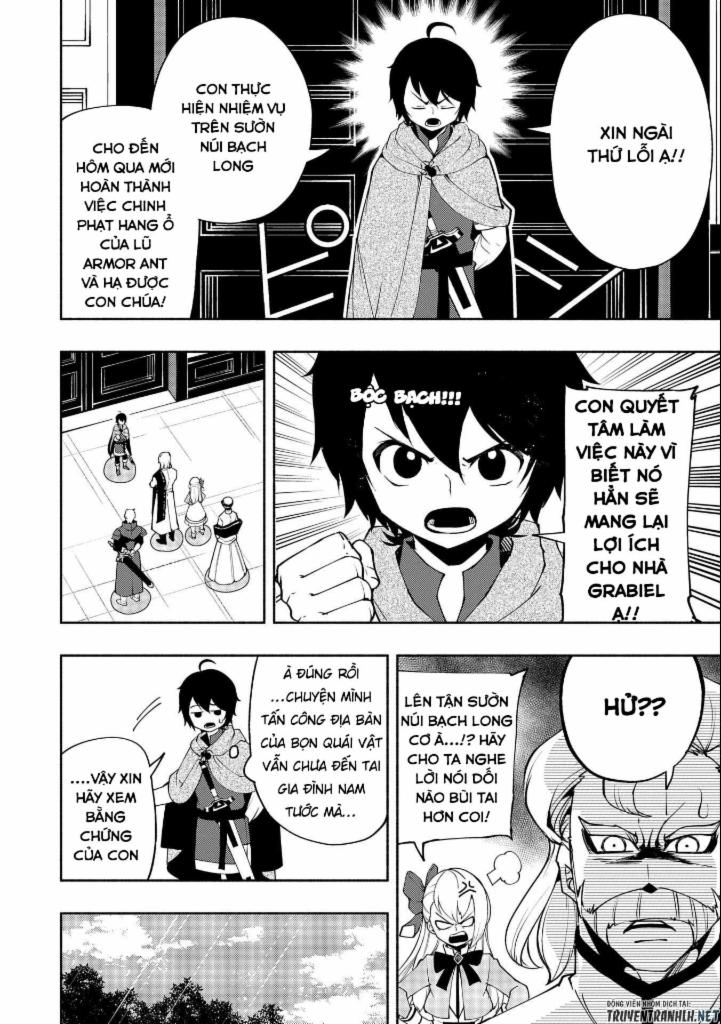 XIN NGÀI
THỨ LỖI Ạ!!
CON THỰC
HIỆN NHIỆM VỤ
TRÊN SƯỜN
NÚI BẠCH
LONG
CHO ĐẾN
HÔM QUA MỚI
HOÀN THÀNH
VIỆC CHINH
PHẠT HANG Ổ
CỦA LŨ
ARMOR ANT
VÀ HẠ ĐƯỢC
CON CHÚA!
ピシッ
BỘC BẠCH!!!
CON QUYẾT
TÂM LÀM
VIỆC NÀY VÌ
BIẾT NÓ
HẲN SẼ
MANG LẠI
LỢI ÍCH
CHO NHÀ
GRABIEL
Ạ!!
HỬ??
LÊN TẬN SƯỜN
NÚI BẠCH LONG
CƠ À...!? HÃY
CHO TA NGHE
LỜI NÓI DỐI
NÀO BÙI TAI
HƠN COI!
À ĐÚNG RỒI
...CHUYỆN MÌNH
TẤN CÔNG ĐỊA BÀN
CỦA BỌN QUÁI VẬT
VẪN CHƯA ĐẾN TAI
GIA ĐÌNH NAM
TƯỚC MÀ...
....VẬY XIN
HÃY XEM
BẰNG
CHỨNG
CỦA CON
ĐỘNG VIÊN NHÓM DỊCH TẠI:
TRUYENTRANHLH.NET